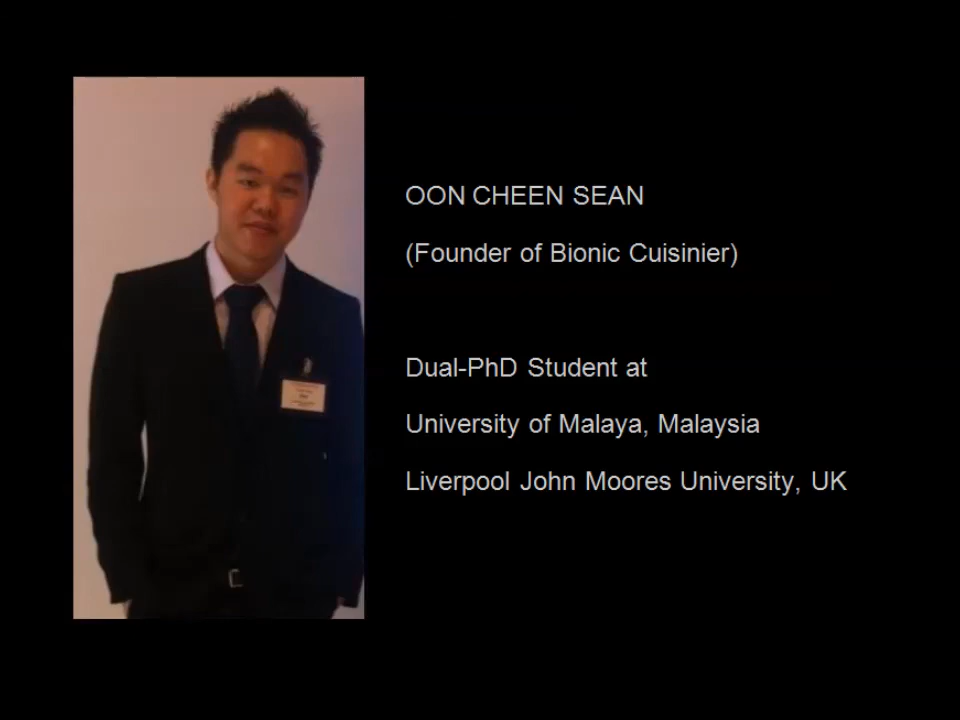 OON CHEEN SEAN
(Founder of Bionic Cuisinier)
Dual-PhD Student at
University of Malaya, Malaysia
Liverpool John Moores University, UK